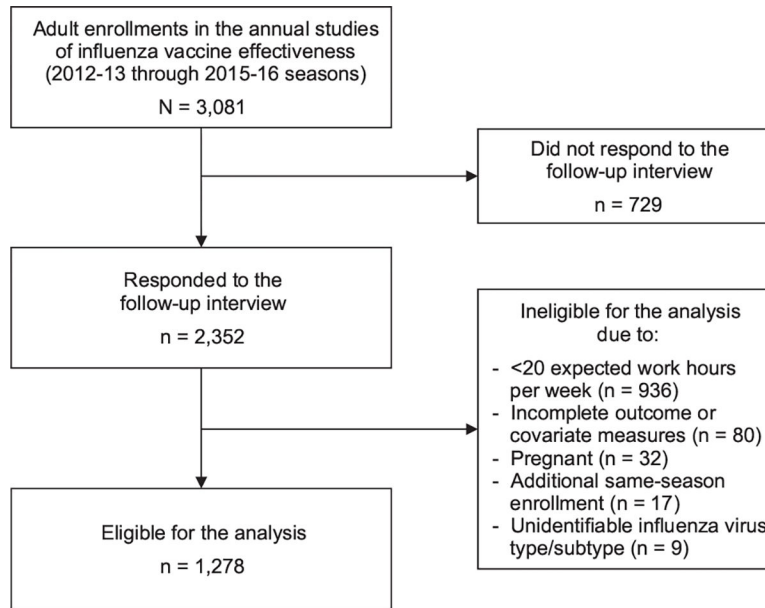 Adult enrollments in the annual studies
of influenza vaccine effectiveness
(2012-13 through 2015-16 seasons)
N = 3,081
Did not respond to the
follow-up interview
n = 729
Responded to the
follow-up interview
n = 2,352
Ineligible for the analysis
due to:
- <20 expected work hours
per week (n = 936)
- Incomplete outcome or
covariate measures (n = 80)
- Pregnant (n = 32)
- Additional same-season
enrollment (n = 17)
- Unidentifiable influenza virus
type/subtype (n = 9)
Eligible for the analysis
n = 1,278